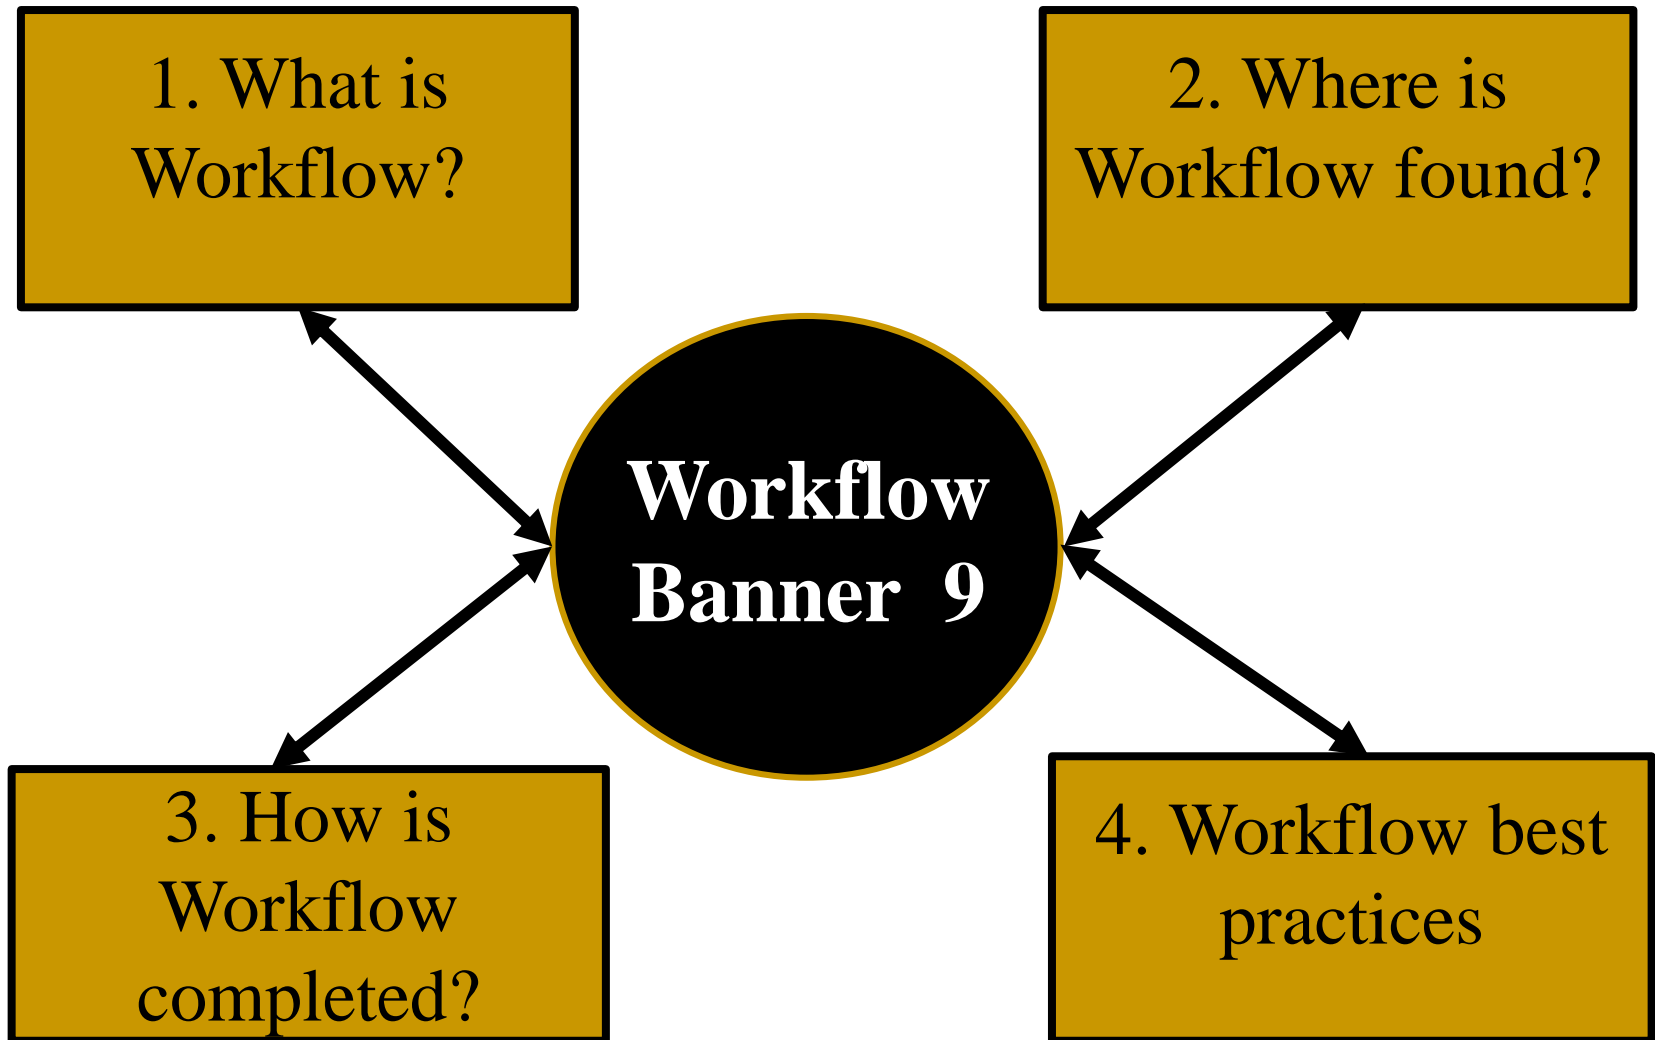 1. What is
Workflow?
2. Where is
Workflow found?
Workflow
Banner 9
3. How is
Workflow
completed?
4. Workflow best
practices